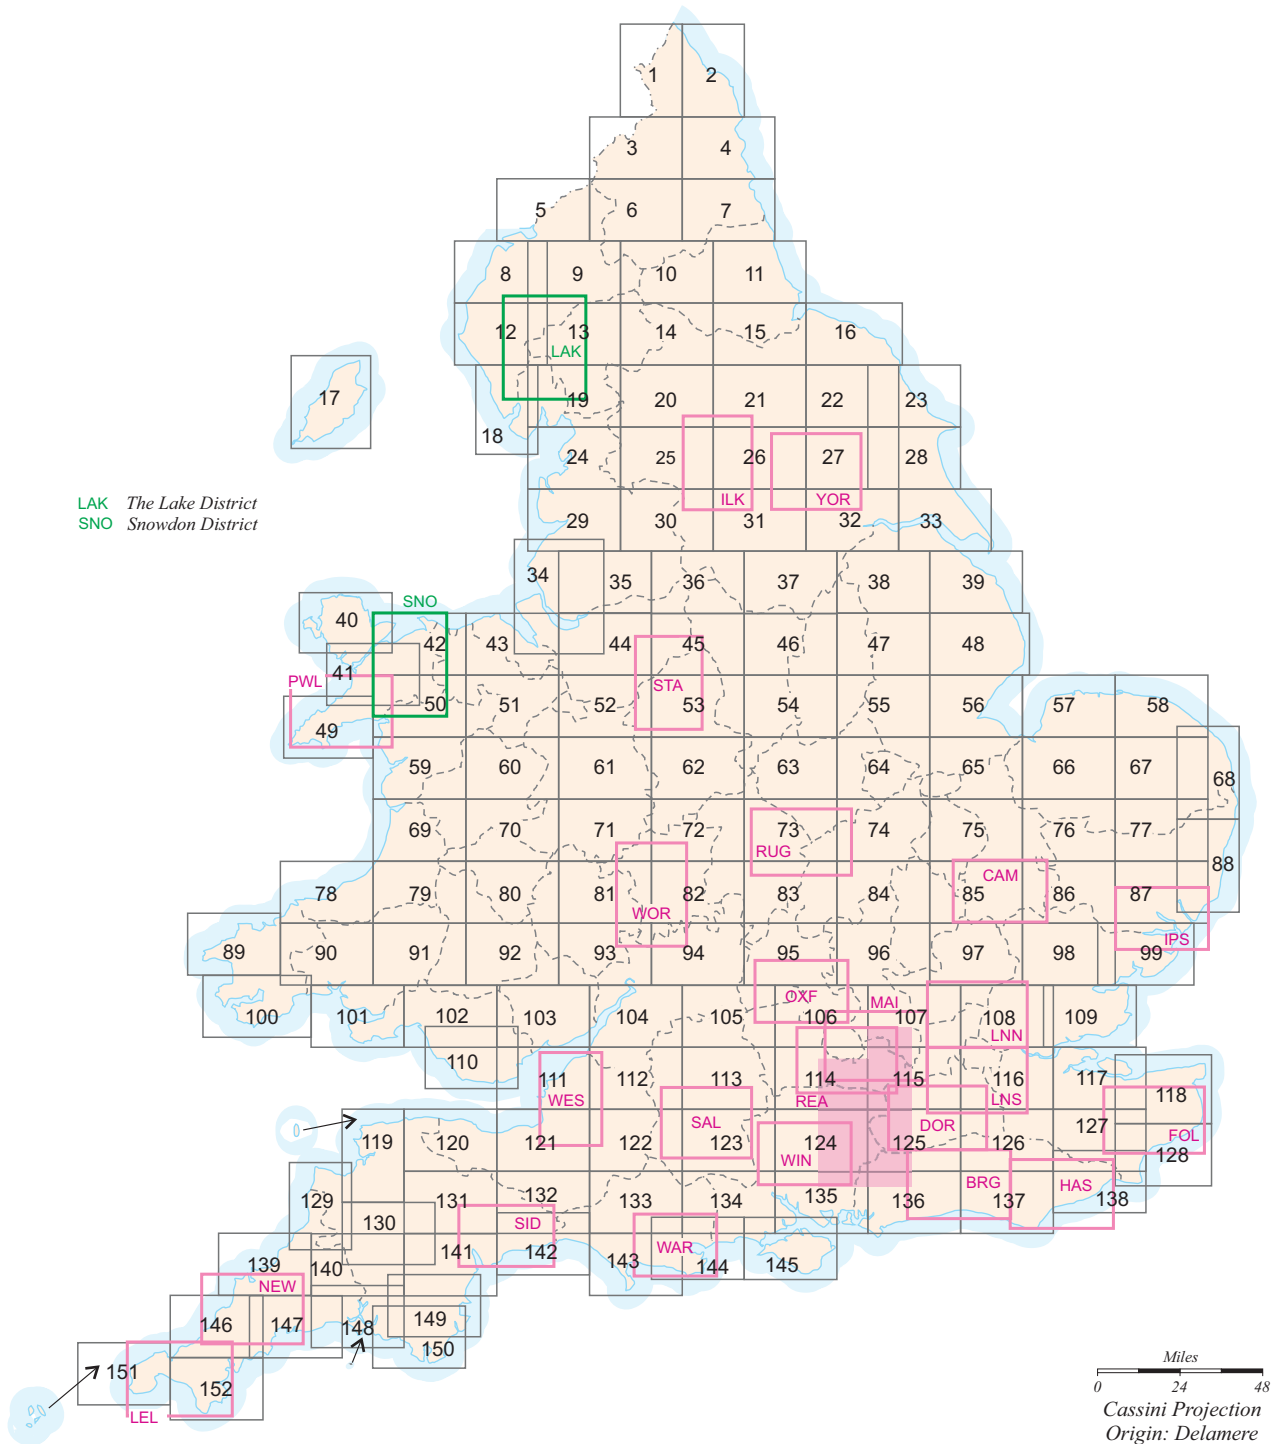 1 2
3 4
5 6 7
8 9 10 11
12 13 14 15 16
LAK
17 18 19 20 21 22 23
24 25 26 27 28
ILK YOR
LAK The Lake District
SNO Snowdon District
29 30 31 32 33
34 35 36 37 38 39
SNO
40 41 42 43 44 45 46 47 48
PWL STA
49 50 51 52 53 54 55 56 57 58
59 60 61 62 63 64 65 66 67 68
69 70 71 72 73 74 75 76 77
RUG
CAM
78 79 80 81 82 83 84 85 86 87 88
WOR
IPS
89 90 91 92 93 94 95 96 97 98 99
OXF MAI
100 101 102 103 104 105 106 107 108 109
LNN
110 111 112 113 114 115 116 117 118
WES REA LNS
SAL DOR FOL
119 120 121 122 123 124 125 126 127 128
WIN
BRG HAS
129 130 131 132 133 134 135 136 137 138
SID
WAR
139 140 141 142 143 144 145
NEW
146 147 148 149 150
151 152
LEL
Miles
0 24 48
Cassini Projection
Origin: Delamere